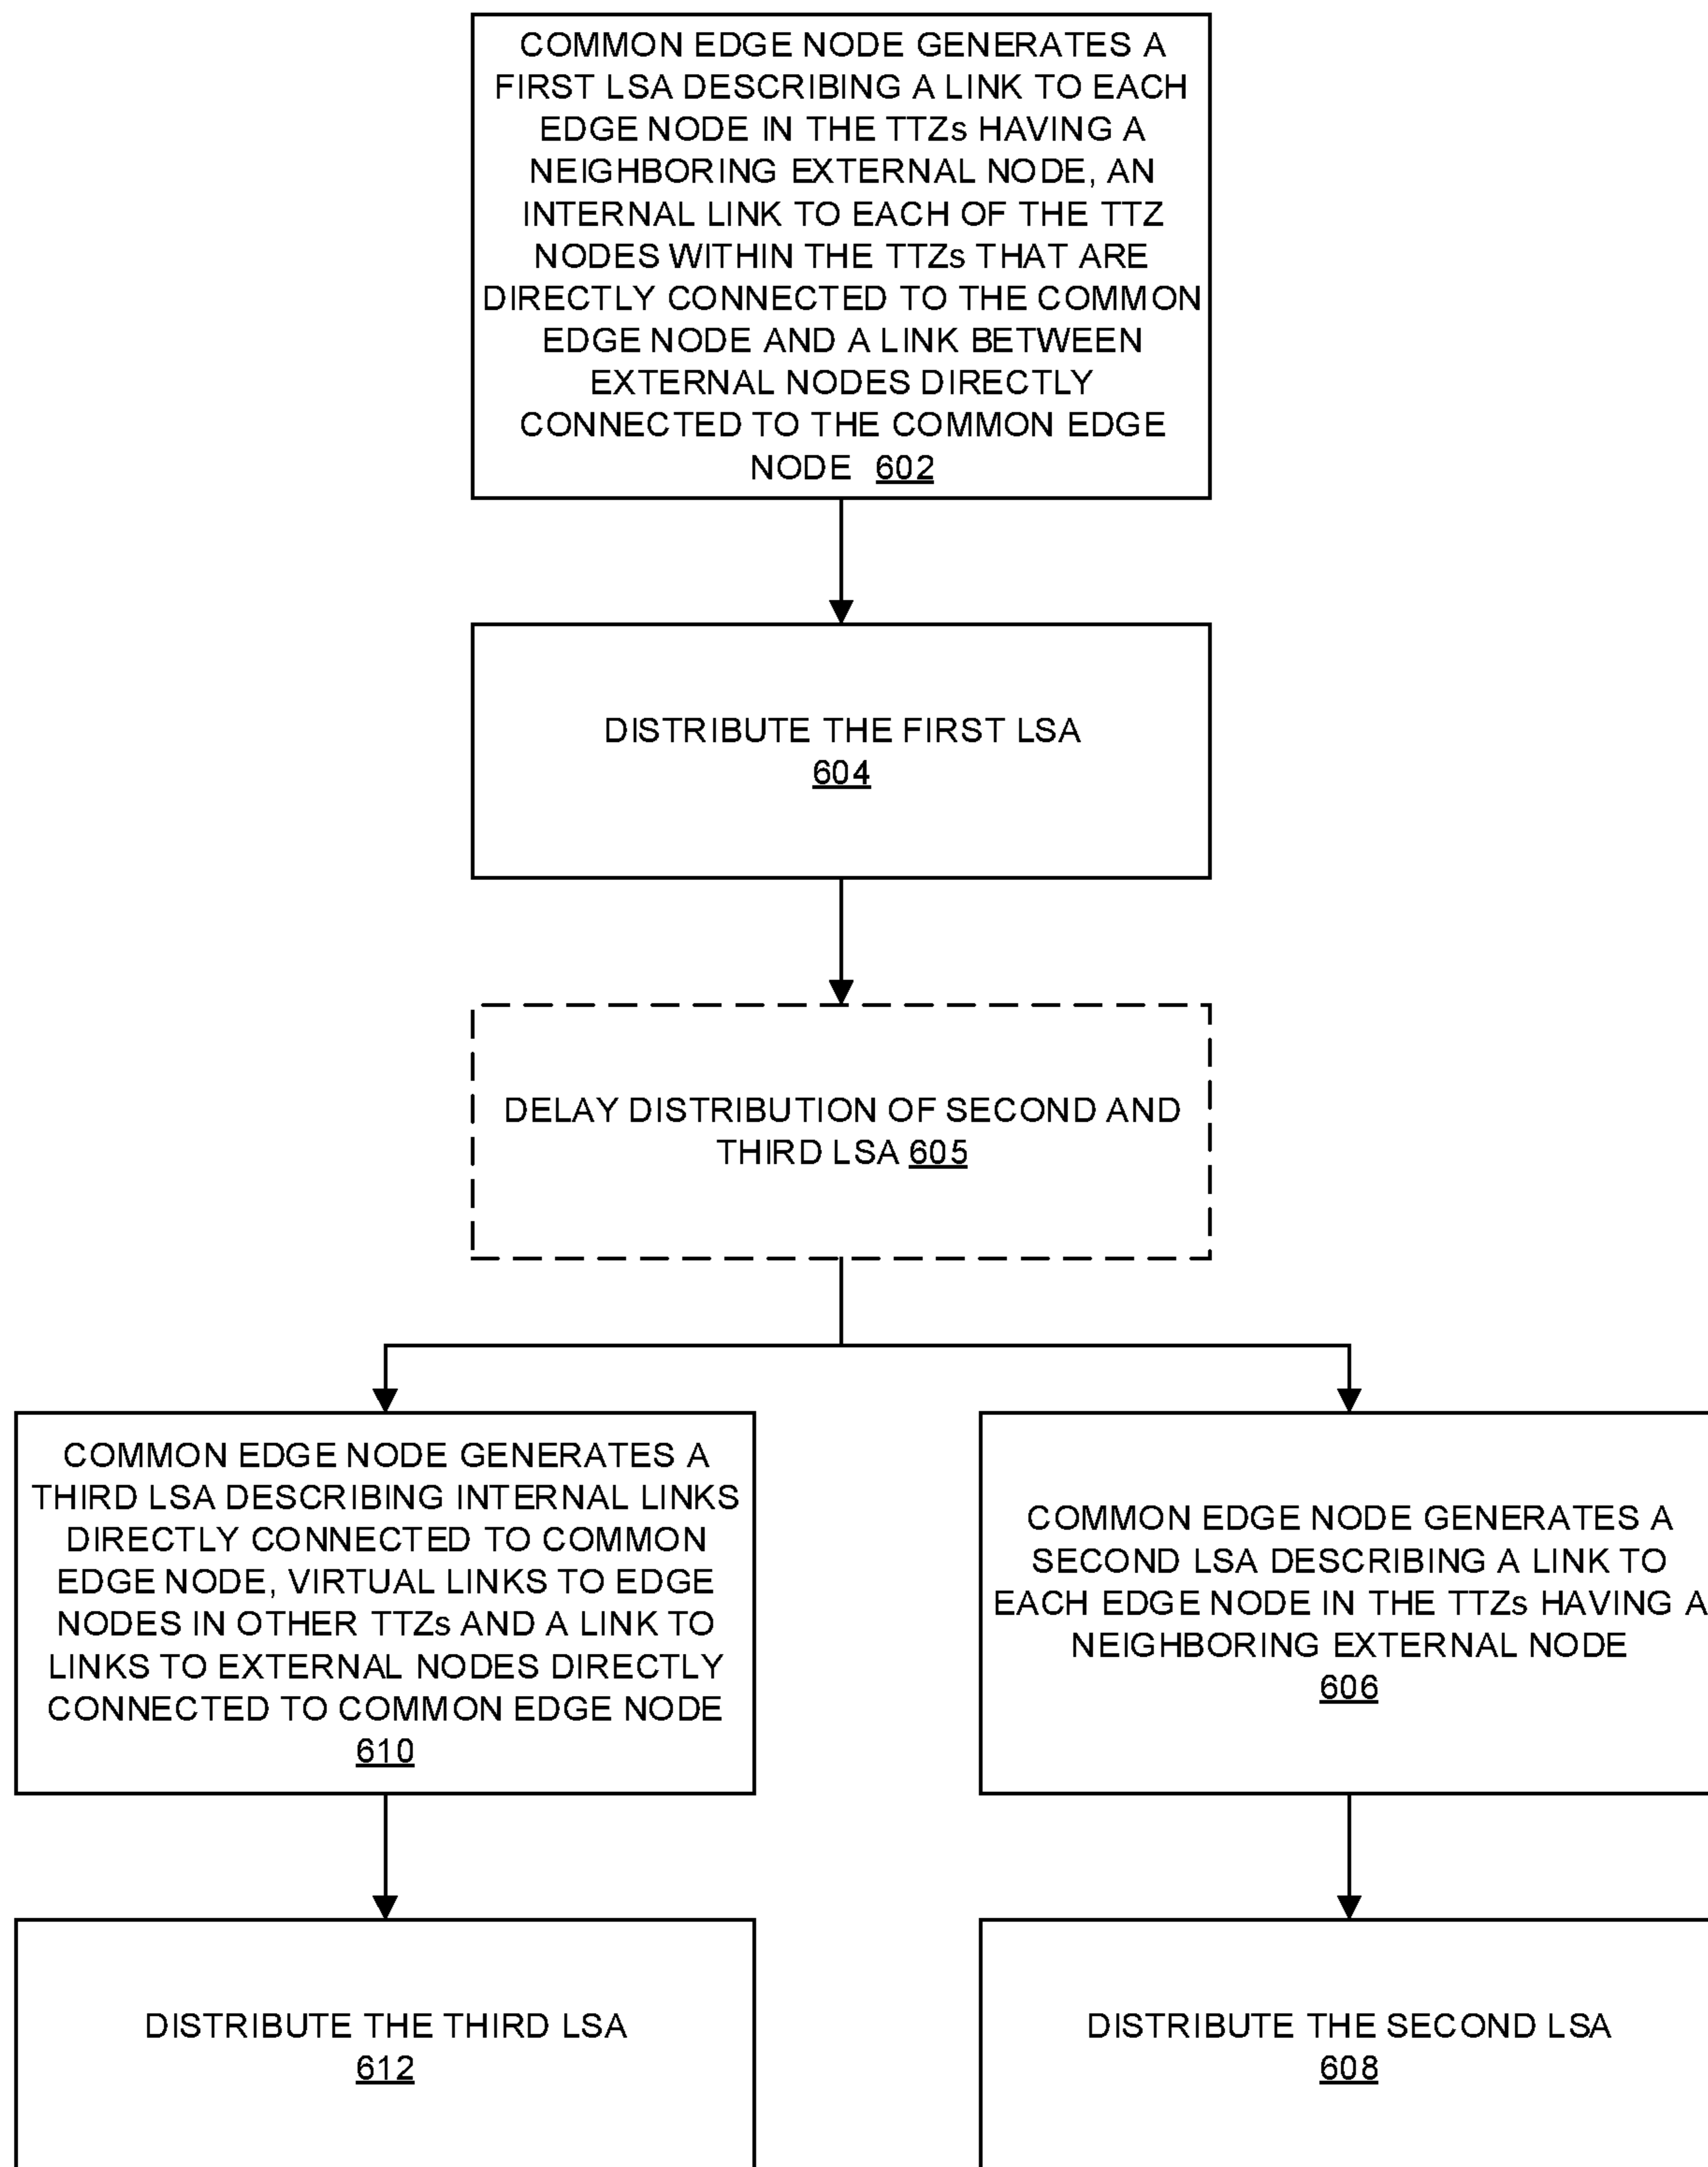 COMMON EDGE NODE GENERATES A
FIRST LSA DESCRIBING A LINK TO EACH
EDGE NODE IN THE TTZs HAVING A
NEIGHBORING EXTERNAL NODE, AN
INTERNAL LINK TO EACH OF THE TTZ
NODES WITHIN THE TTZs THAT ARE
DIRECTLY CONNECTED TO THE COMMON
EDGE NODE AND A LINK BETWEEN
EXTERNAL NODES DIRECTLY
CONNECTED TO THE COMMON EDGE
NODE 602
DISTRIBUTE THE FIRST LSA
604
DELAY DISTRIBUTION OF SECOND AND
THIRD LSA 605
COMMON EDGE NODE GENERATES A
THIRD LSA DESCRIBING INTERNAL LINKS
DIRECTLY CONNECTED TO COMMON
EDGE NODE, VIRTUAL LINKS TO EDGE
NODES IN OTHER TTZs AND A LINK TO
LINKS TO EXTERNAL NODES DIRECTLY
CONNECTED TO COMMON EDGE NODE
610
COMMON EDGE NODE GENERATES A
SECOND LSA DESCRIBING A LINK TO
EACH EDGE NODE IN THE TTZs HAVING A
NEIGHBORING EXTERNAL NODE
606
DISTRIBUTE THE THIRD LSA
612
DISTRIBUTE THE SECOND LSA
608